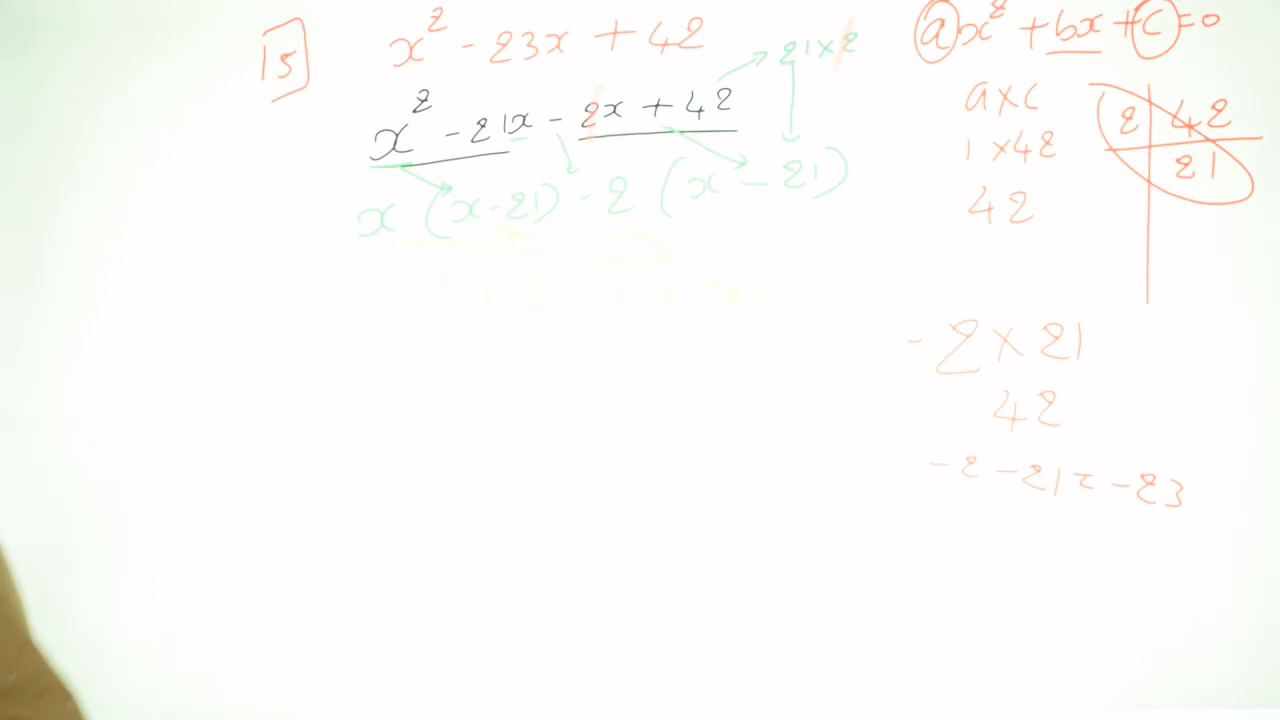 15 x² - 23x + 42
x² - 21x - 2x + 42 → 21 x 2
x (x-21) - 2 (x - 21)
ax² + bx + c = 0
a x c
1 x 42
42
2 | 42
21
-2 x 21
42
-2 -21 = -23